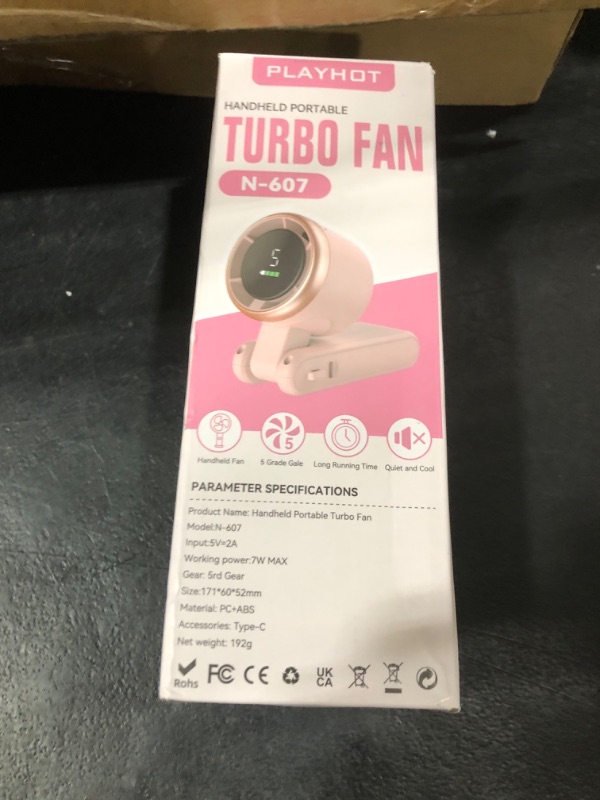 PLAYHOT
HANDHELD PORTABLE
TURBO FAN
N-607
5
5
Handheld Fan
5 Grade Gale
Long Running Time
Quiet and Cool
PARAMETER SPECIFICATIONS
Product Name: Handheld Portable Turbo Fan
Model:N-607
Input:5V=2A
Working power:7W MAX
Gear: 5rd Gear
Size:171*60*52mm
Material: PC+ABS
Accessories: Type-C
Net weight: 192g
Rohs
FC
CE
UK
CA